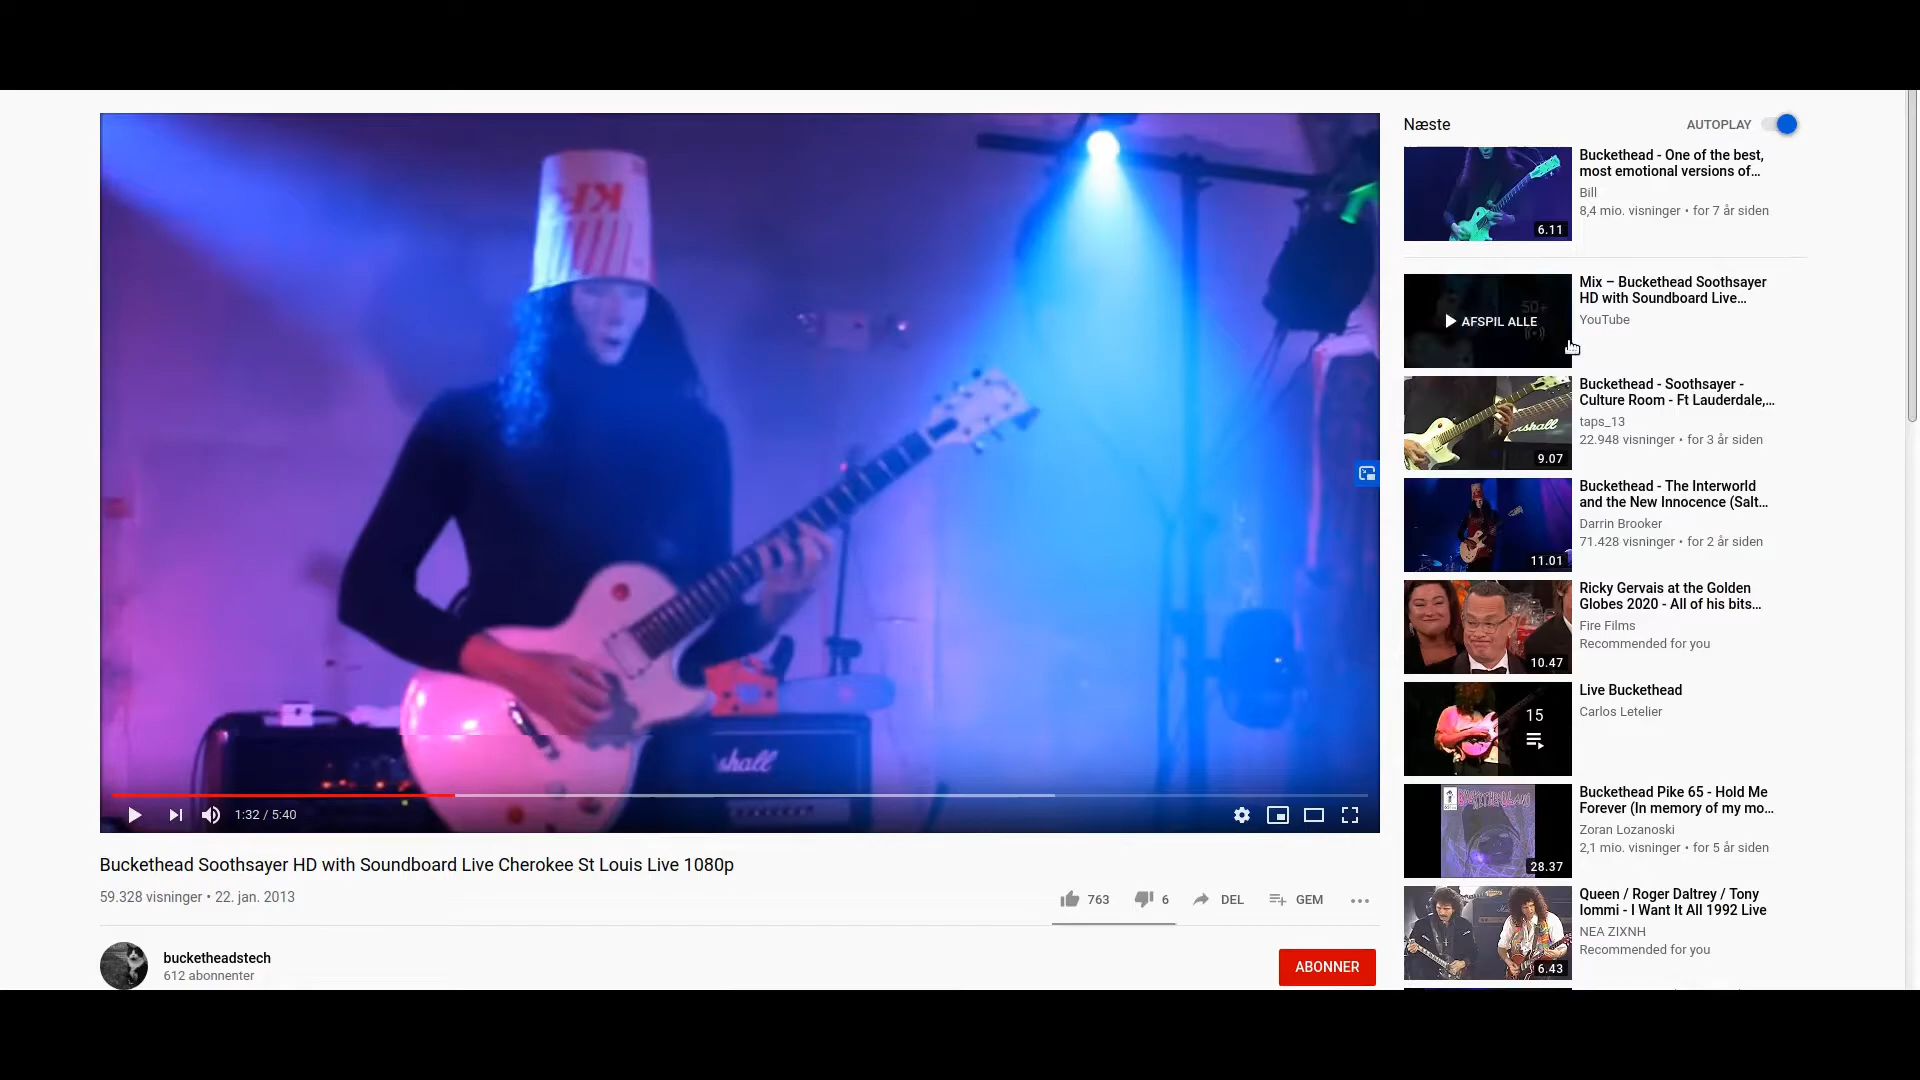 KF
shall
1:32 / 5:40
Buckethead Soothsayer HD with Soundboard Live Cherokee St Louis Live 1080p
59.328 visninger • 22. jan. 2013
763
6
DEL
GEM
bucketheadstech
612 abonnenter
ABONNER
Næste
AUTOPLAY
6.11
Buckethead - One of the best,
most emotional versions of...
Bill
8,4 mio. visninger • for 7 år siden
50+
AFSPIL ALLE
Mix – Buckethead Soothsayer
HD with Soundboard Live...
YouTube
shall
9.07
Buckethead - Soothsayer -
Culture Room - Ft Lauderdale,...
taps_13
22.948 visninger • for 3 år siden
11.01
Buckethead - The Interworld
and the New Innocence (Salt...
Darrin Brooker
71.428 visninger • for 2 år siden
10.47
Ricky Gervais at the Golden
Globes 2020 - All of his bits...
Fire Films
Recommended for you
15
Live Buckethead
Carlos Letelier
28.37
Buckethead Pike 65 - Hold Me
Forever (In memory of my mo...
Zoran Lozanoski
2,1 mio. visninger • for 5 år siden
6.43
Queen / Roger Daltrey / Tony
Iommi - I Want It All 1992 Live
NEA ZIXNH
Recommended for you